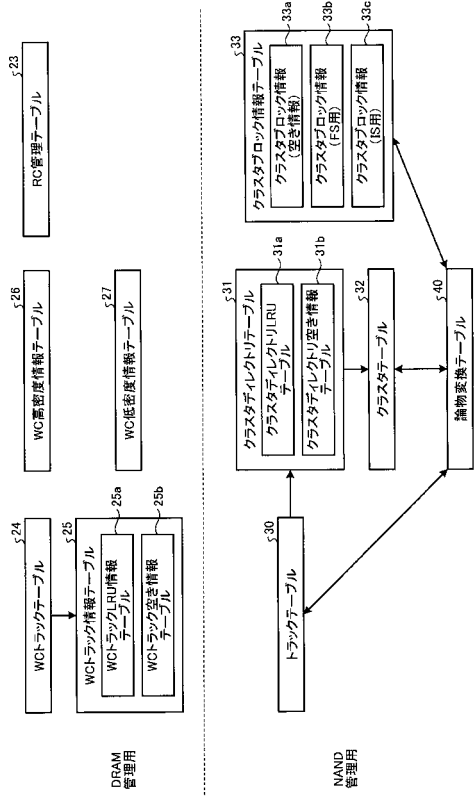 DRAM
管理用
24
WCトラックテーブル
25
WCトラック情報テーブル
25a
WCトラックLRU情報
テーブル
25b
WCトラック空き情報
テーブル
26
WC高密度情報テーブル
27
WC低密度情報テーブル
23
RC管理テーブル
NAND
管理用
30
トラックテーブル
31
クラスタディレクトリテーブル
31a
クラスタディレクトリLRU
テーブル
31b
クラスタディレクトリ空き情報
テーブル
32
クラスタテーブル
40
論物変換テーブル
33
クラスタブロック情報テーブル
33a
クラスタブロック情報
(空き情報)
33b
クラスタブロック情報
(FS用)
33c
クラスタブロック情報
(IS用)